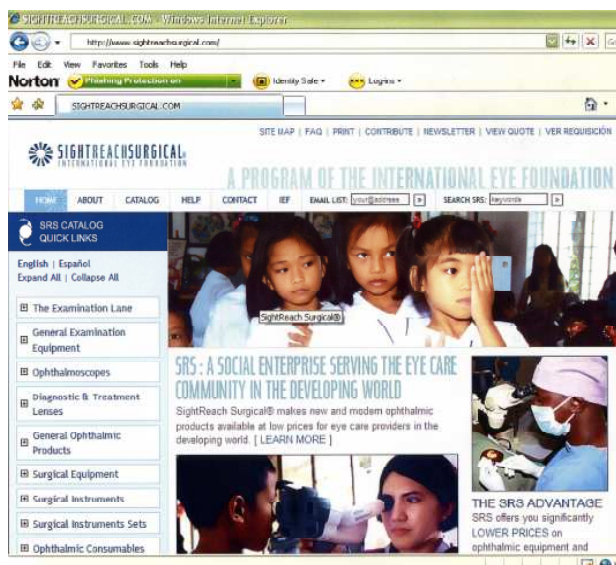 SIGHTREACHSURGICAL.COM - Windows Internet Explorer
http://www.sightreachsurgical.com/
File Edit View Favorites Tools Help
Norton Phishing Protection on Identity Safe Logins
SIGHTREACHSURGICAL.COM
SITE MAP | FAQ | PRINT | CONTRIBUTE | NEWSLETTER | VIEW QUOTE | VER REQUISICIÓN
SIGHTREACHSURGICAL®
INTERNATIONAL EYE FOUNDATION
A PROGRAM OF THE INTERNATIONAL EYE FOUNDATION
HOME ABOUT CATALOG HELP CONTACT IEF EMAIL LIST: your@address SEARCH SRS: keywords
SRS CATALOG
QUICK LINKS
English | Español
Expand All | Collapse All
The Examination Lane
General Examination
Equipment
Ophthalmoscopes
Diagnostic & Treatment
Lenses
General Ophthalmic
Products
Surgical Equipment
Surgical Instruments
Surgical Instruments Sets
Ophthalmic Consumables
SightReach Surgical®
SRS : A SOCIAL ENTERPRISE SERVING THE EYE CARE
COMMUNITY IN THE DEVELOPING WORLD
SightReach Surgical® makes new and modern ophthalmic
products available at low prices for eye care providers in the
developing world. [ LEARN MORE ]
THE SRS ADVANTAGE
SRS offers you significantly
LOWER PRICES on
ophthalmic equipment and